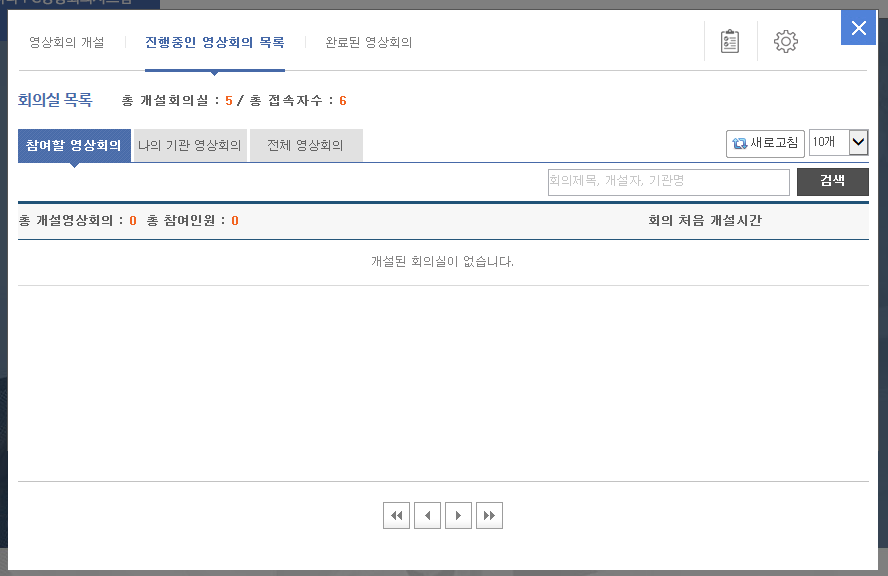 영상회의 개설 진행중인 영상회의 목록 완료된 영상회의
회의실 목록 총 개설회의실 : 5 / 총 접속자수 : 6
참여할 영상회의 나의 기관 영상회의 전체 영상회의 새로고침 10개
회의제목, 개설자, 기관명 검색
총 개설영상회의 : 0 총 참여인원 : 0 회의 처음 개설시간
개설된 회의실이 없습니다.